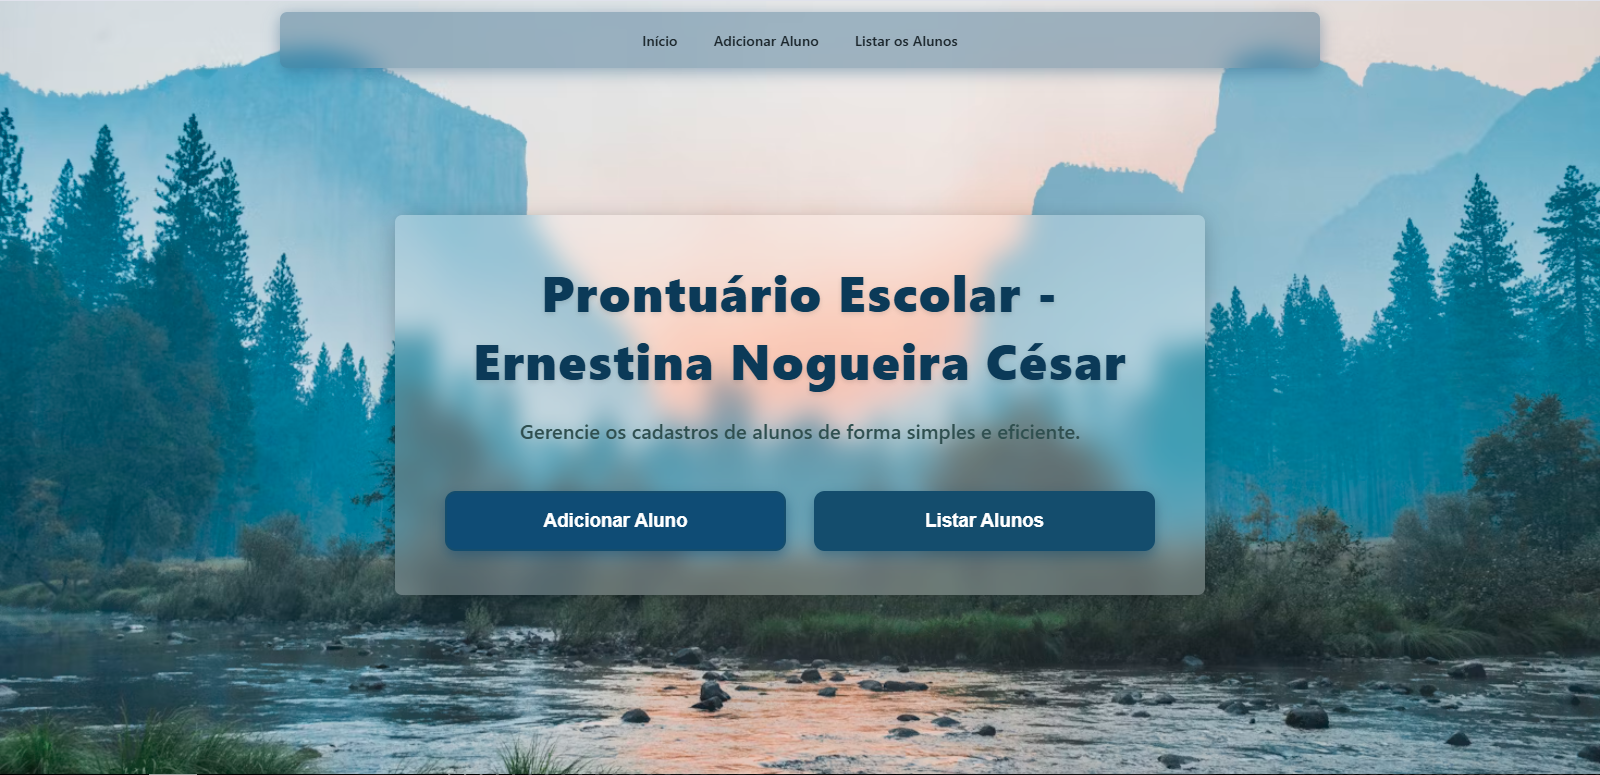 Início Adicionar Aluno Listar os Alunos
Prontuário Escolar -
Ernestina Nogueira César
Gerencie os cadastros de alunos de forma simples e eficiente.
Adicionar Aluno Listar Alunos